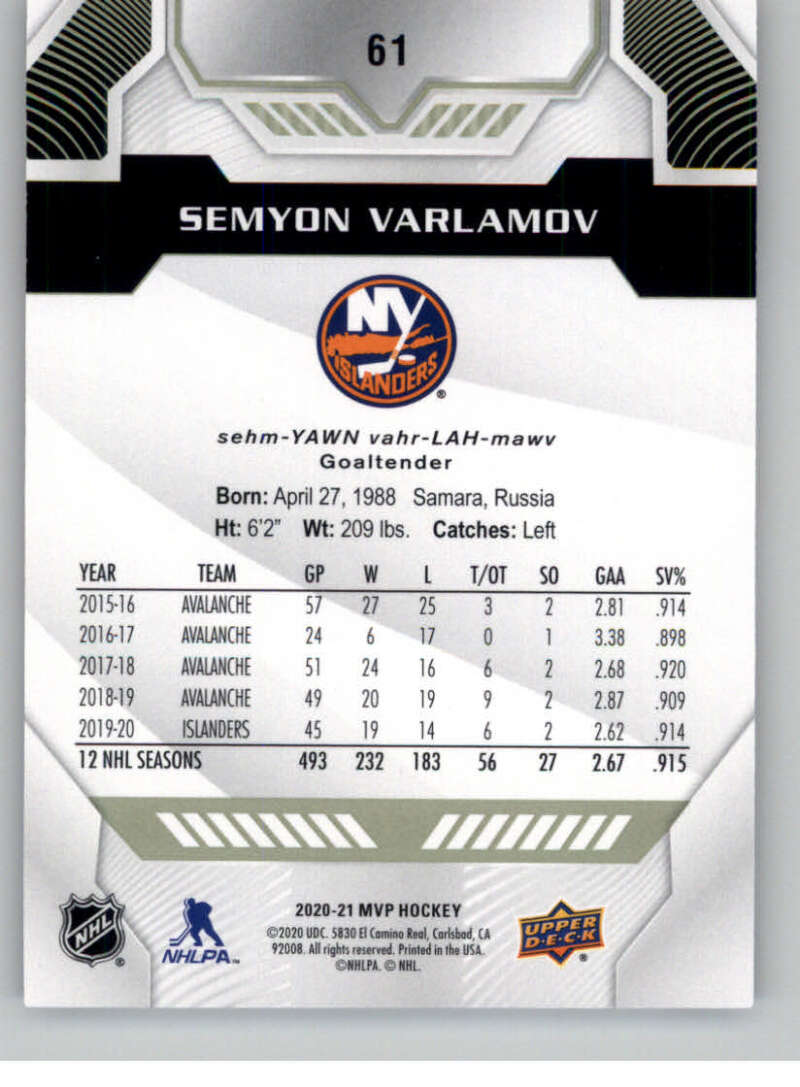 61
SEMYON VARLAMOV
NY
ISLANDERS ®
sehm-YAWN vahr-LAH-mawv
Goaltender
Born: April 27, 1988 Samara, Russia
Ht: 6'2" Wt: 209 lbs. Catches: Left
YEAR TEAM GP W L T/OT SO GAA SV%
2015-16 AVALANCHE 57 27 25 3 2 2.81 .914
2016-17 AVALANCHE 24 6 17 0 1 3.38 .898
2017-18 AVALANCHE 51 24 16 6 2 2.68 .920
2018-19 AVALANCHE 49 20 19 9 2 2.87 .909
2019-20 ISLANDERS 45 19 14 6 2 2.62 .914
12 NHL SEASONS 493 232 183 56 27 2.67 .915
NHL ®
NHLPA ™
2020-21 MVP HOCKEY
©2020 UDC. 5830 El Camino Real, Carlsbad, CA
92008. All rights reserved. Printed in the USA.
©NHLPA. © NHL.
UPPER
D·E·C·K ®